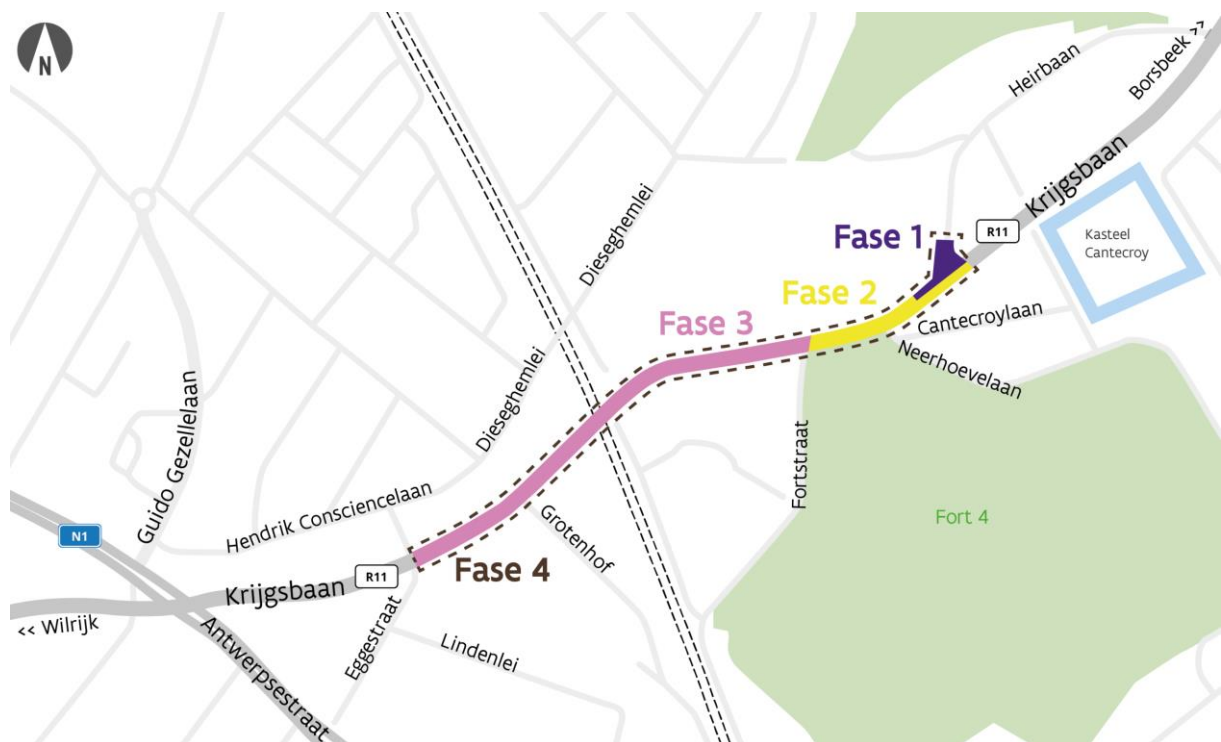 N
Heirbaan
Borsbeek >>
Krijgsbaan
R11
Kasteel
Cantecroy
Dieseghemlei
Fase 1
Fase 2
Cantecroylaan
Fase 3
Neerhoevelaan
Dieseghemlei
Guido Gezellelaan
Fortstraat
Hendrik Consciencelaan
Grotenhof
Fort 4
N1
Fase 4
R11
Krijgsbaan
<< Wilrijk
Eggestraat
Lindenlei
Antwerpsestraat